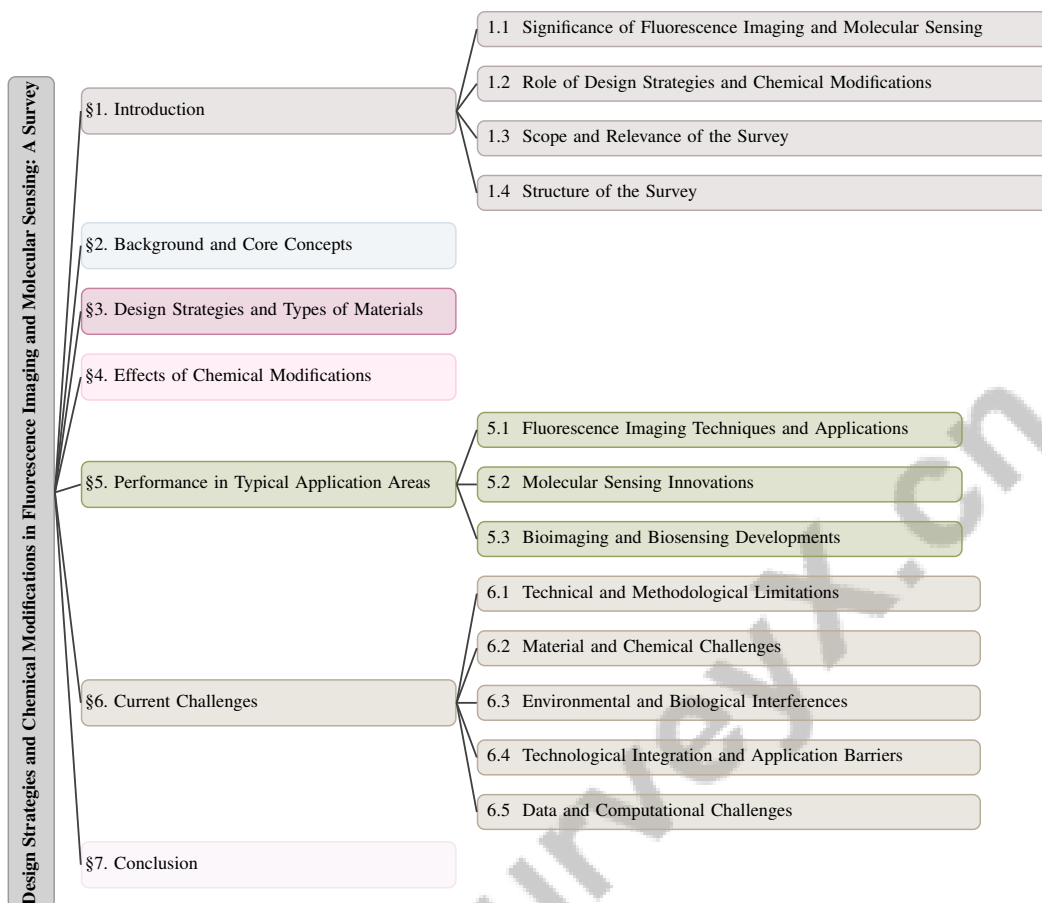 Design Strategies and Chemical Modifications in Fluorescence Imaging and Molecular Sensing: A Survey
§1. Introduction
1.1 Significance of Fluorescence Imaging and Molecular Sensing
1.2 Role of Design Strategies and Chemical Modifications
1.3 Scope and Relevance of the Survey
1.4 Structure of the Survey
§2. Background and Core Concepts
§3. Design Strategies and Types of Materials
§4. Effects of Chemical Modifications
§5. Performance in Typical Application Areas
5.1 Fluorescence Imaging Techniques and Applications
5.2 Molecular Sensing Innovations
5.3 Bioimaging and Biosensing Developments
§6. Current Challenges
6.1 Technical and Methodological Limitations
6.2 Material and Chemical Challenges
6.3 Environmental and Biological Interferences
6.4 Technological Integration and Application Barriers
6.5 Data and Computational Challenges
§7. Conclusion
urveyX.cn